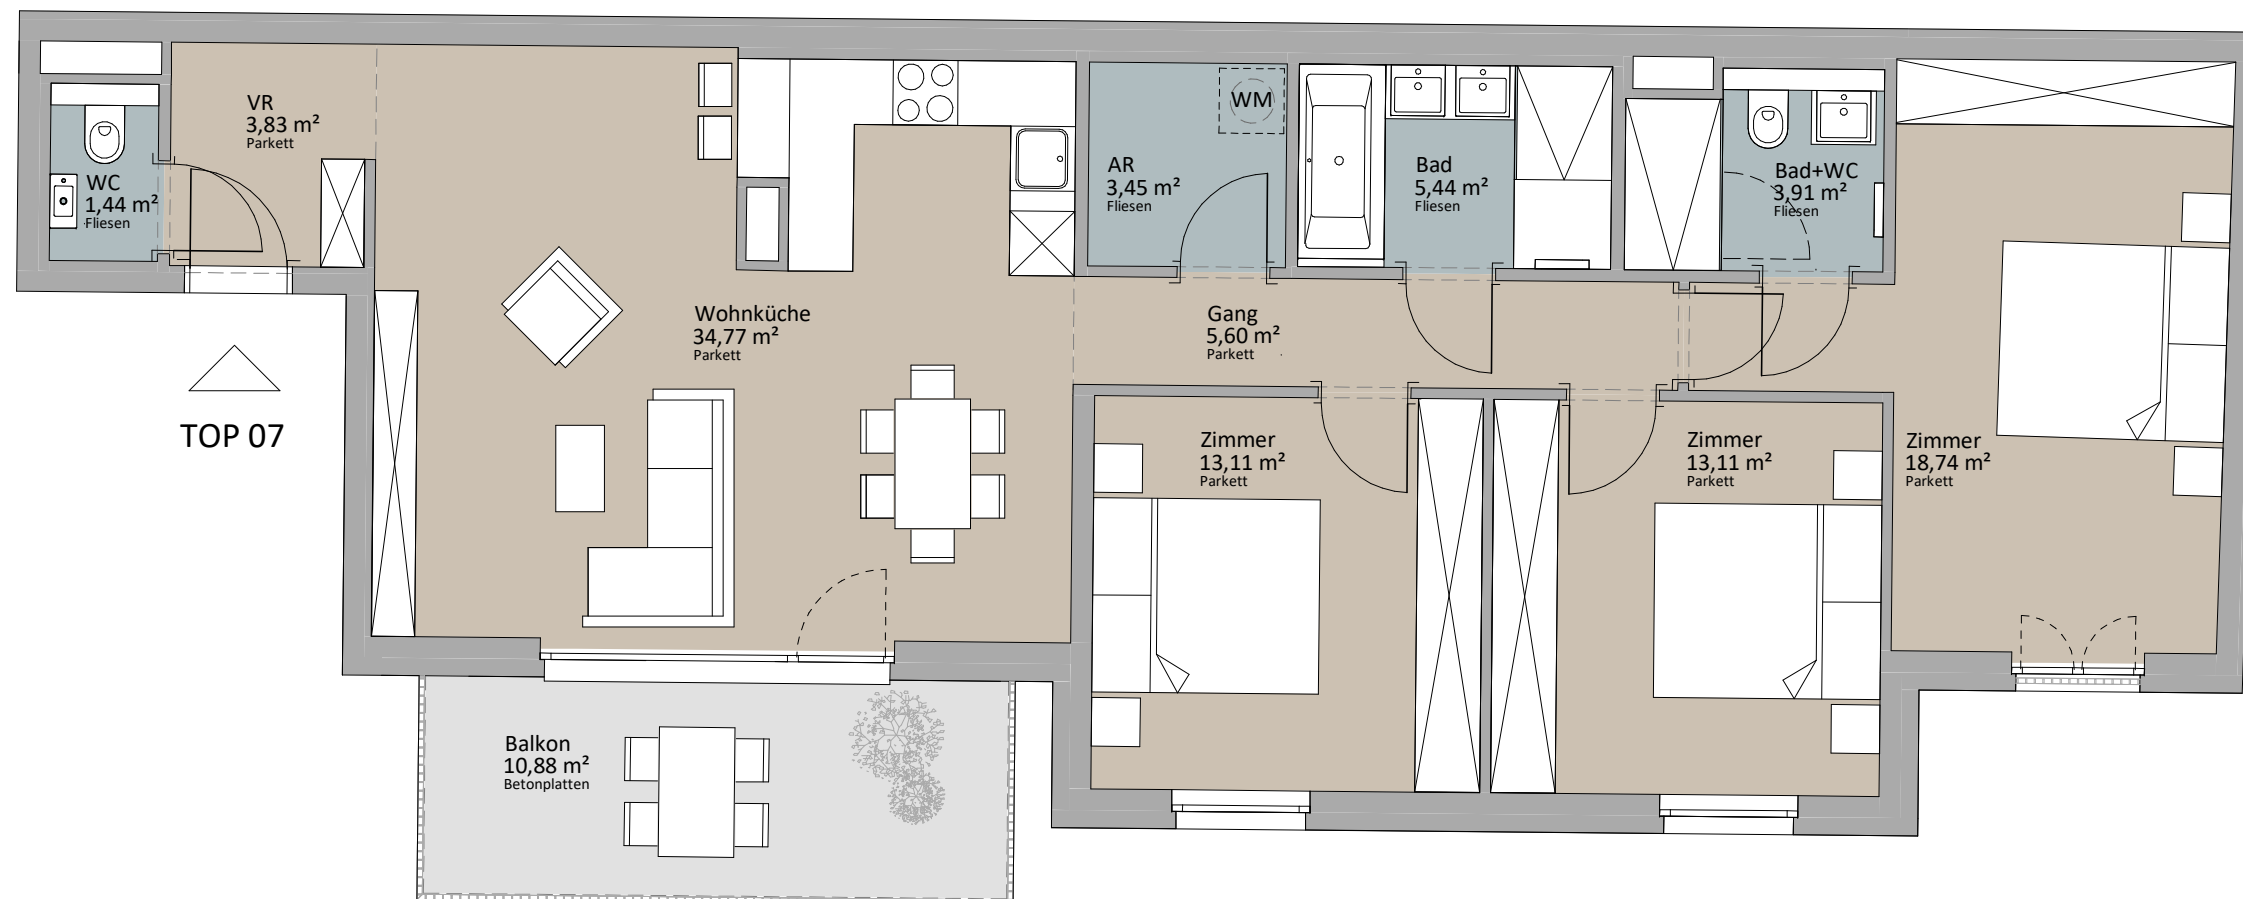 VR
3,83 m²
Parkett
WC
1,44 m²
Fliesen
TOP 07
Wohnküche
34,77 m²
Parkett
AR
3,45 m²
Fliesen
WM
Bad
5,44 m²
Fliesen
Bad+WC
3,91 m²
Fliesen
Gang
5,60 m²
Parkett
Zimmer
13,11 m²
Parkett
Zimmer
13,11 m²
Parkett
Zimmer
18,74 m²
Parkett
Balkon
10,88 m²
Betonplatten